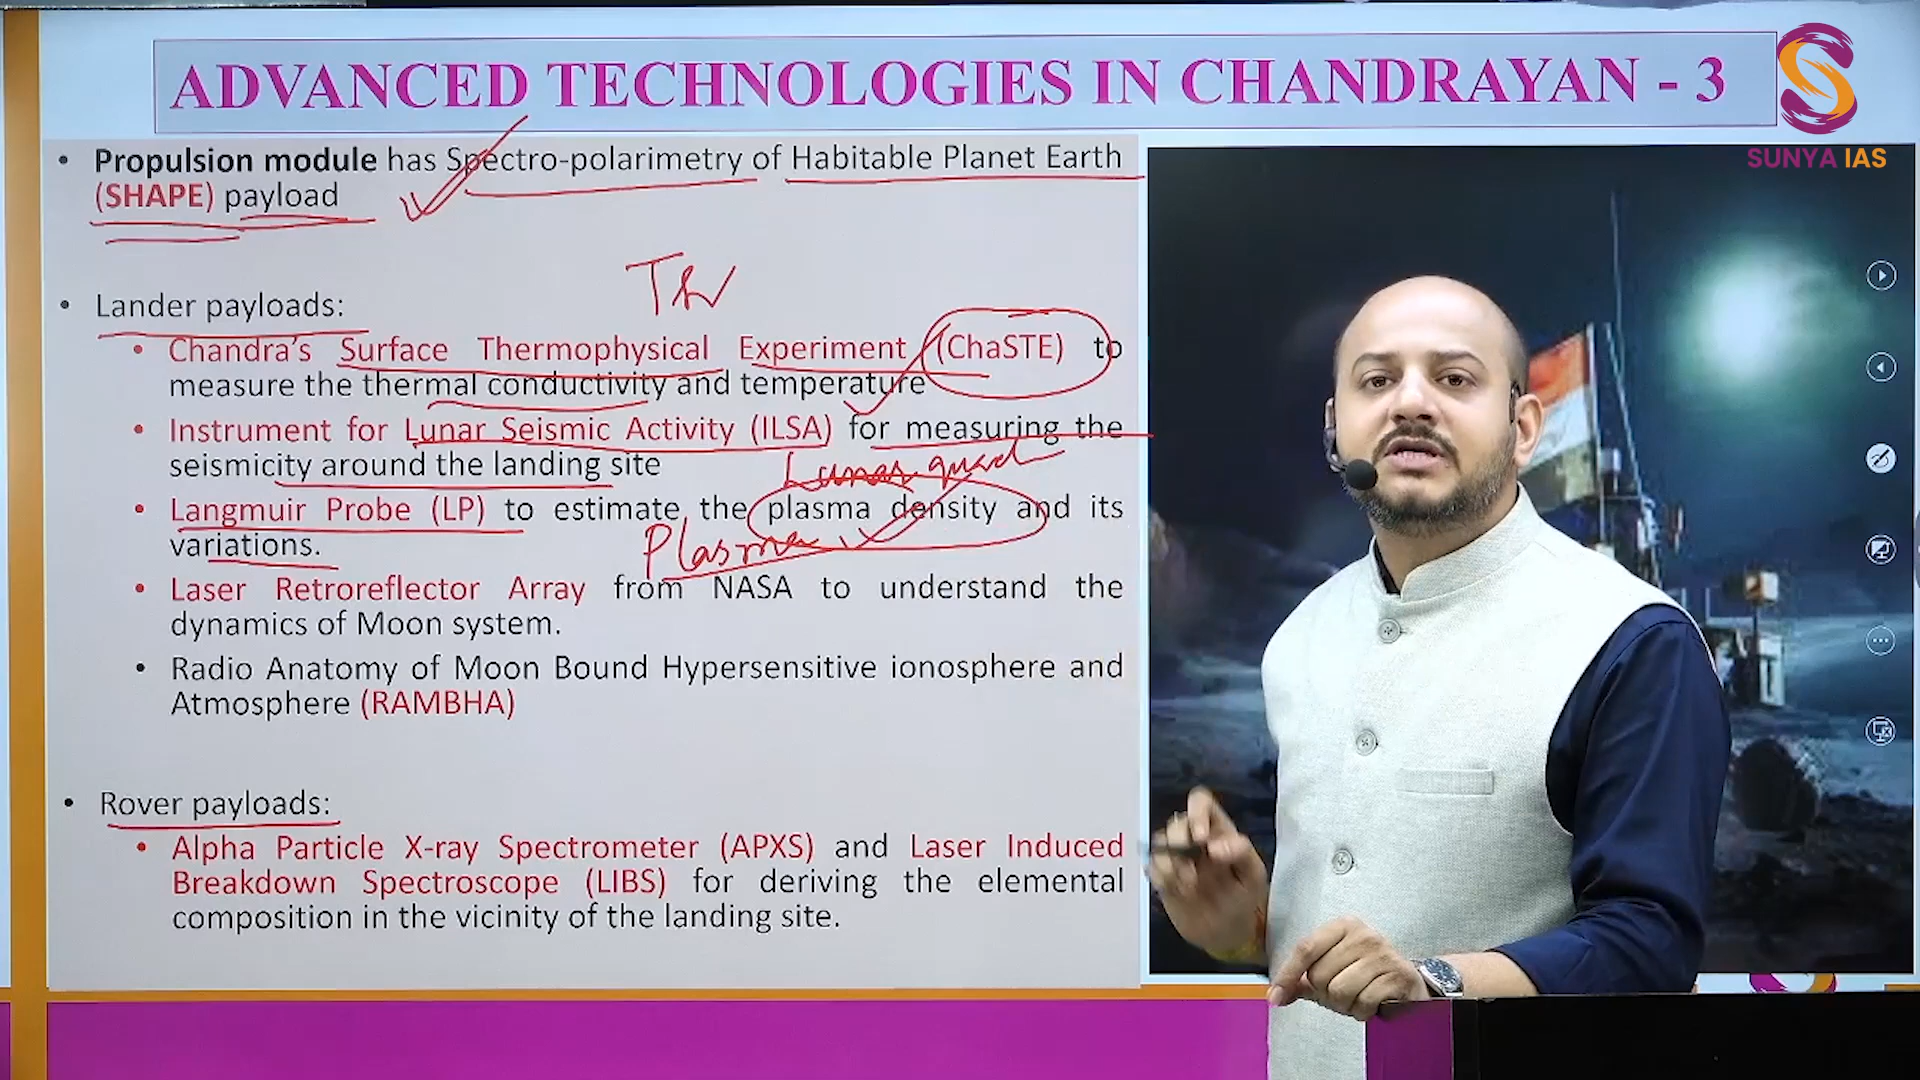 ADVANCED TECHNOLOGIES IN CHANDRAYAN - 3
SUNYA IAS
• Propulsion module has Spectro-polarimetry of Habitable Planet Earth
(SHAPE) payload
• Lander payloads:
• Chandra's Surface Thermophysical Experiment (ChaSTE) to
measure the thermal conductivity and temperature
• Instrument for Lunar Seismic Activity (ILSA) for measuring the
seismicity around the landing site
Lunar
• Langmuir Probe (LP) to estimate the plasma density and its
variations.
Plasma
• Laser Retroreflector Array from NASA to understand the
dynamics of Moon system.
• Radio Anatomy of Moon Bound Hypersensitive ionosphere and
Atmosphere (RAMBHA)
• Rover payloads:
• Alpha Particle X-ray Spectrometer (APXS) and Laser Induced
Breakdown Spectroscope (LIBS) for deriving the elemental
composition in the vicinity of the landing site.